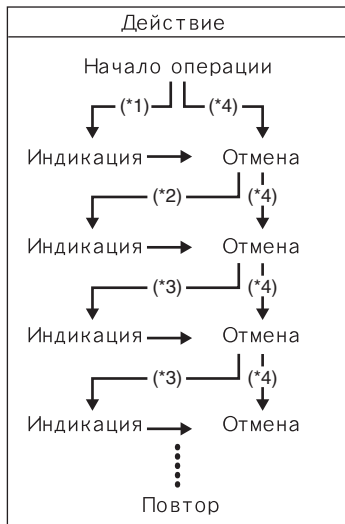 Действие
Начало операции
(*1) (*4)
Индикация Отмена
(*2) (*4)
Индикация Отмена
(*3) (*4)
Индикация Отмена
(*3) (*4)
Индикация Отмена
Повтор